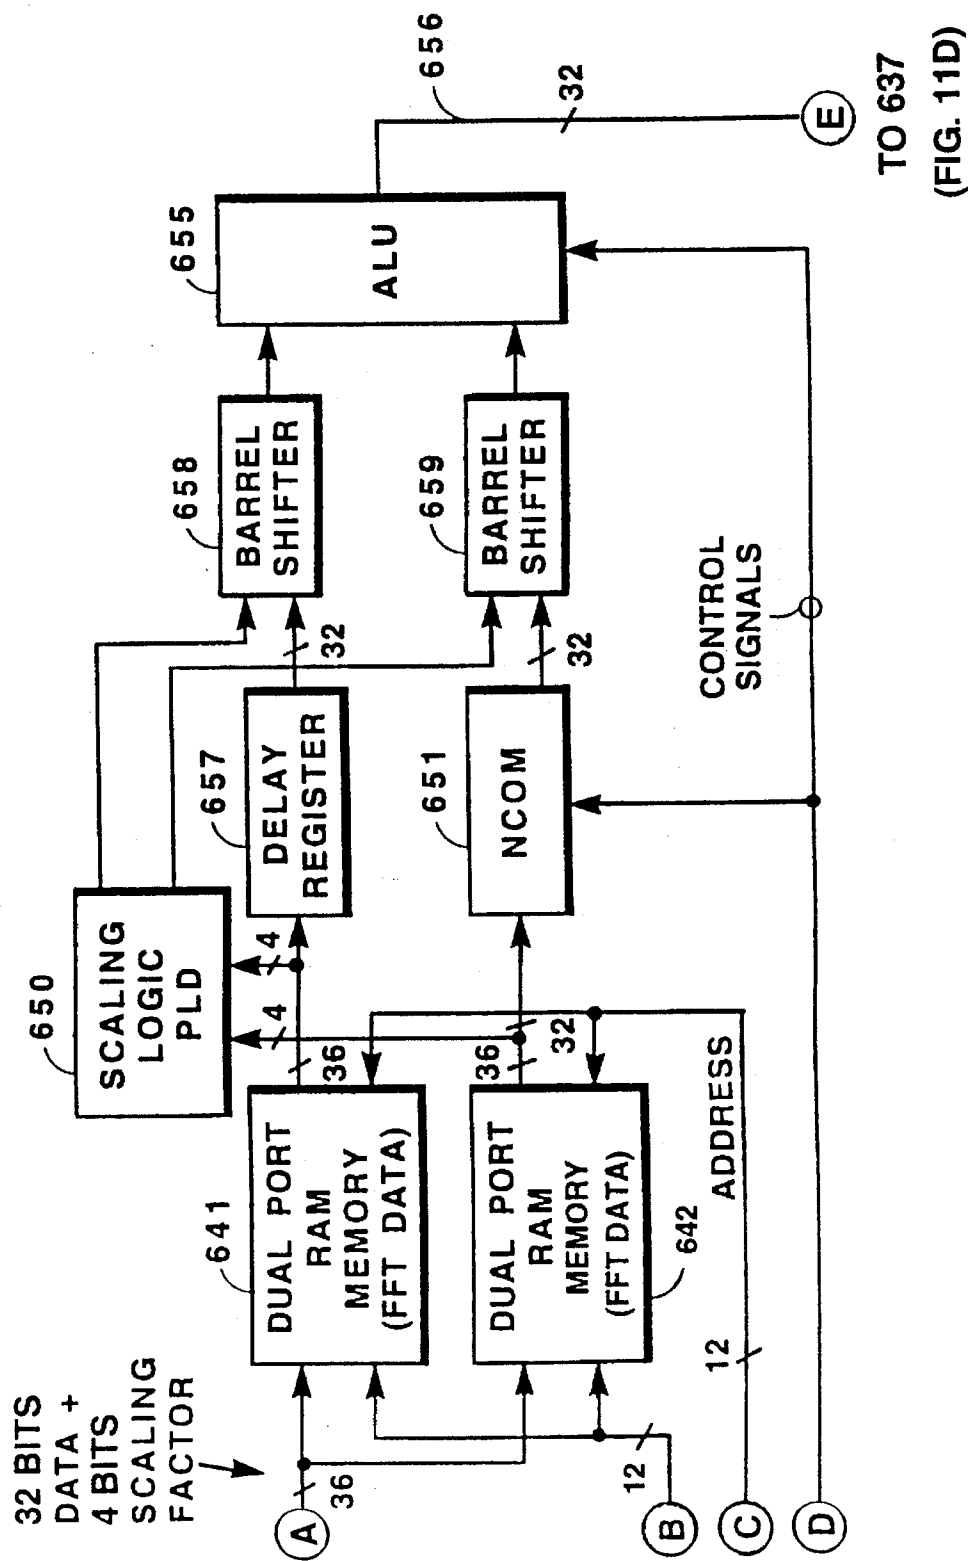 32 BITS
DATA +
4 BITS
SCALING
FACTOR
A
36
12
B
C
D
641
DUAL PORT
RAM
MEMORY
(FFT DATA)
DUAL PORT
RAM
MEMORY
(FFT DATA)
642
12
ADDRESS
650
SCALING
LOGIC
PLD
4
4
36
36
32
657
DELAY
REGISTER
651
NCOM
32
32
CONTROL
SIGNALS
658
BARREL
SHIFTER
659
BARREL
SHIFTER
655
ALU
656
32
E
TO 637
(FIG. 11D)